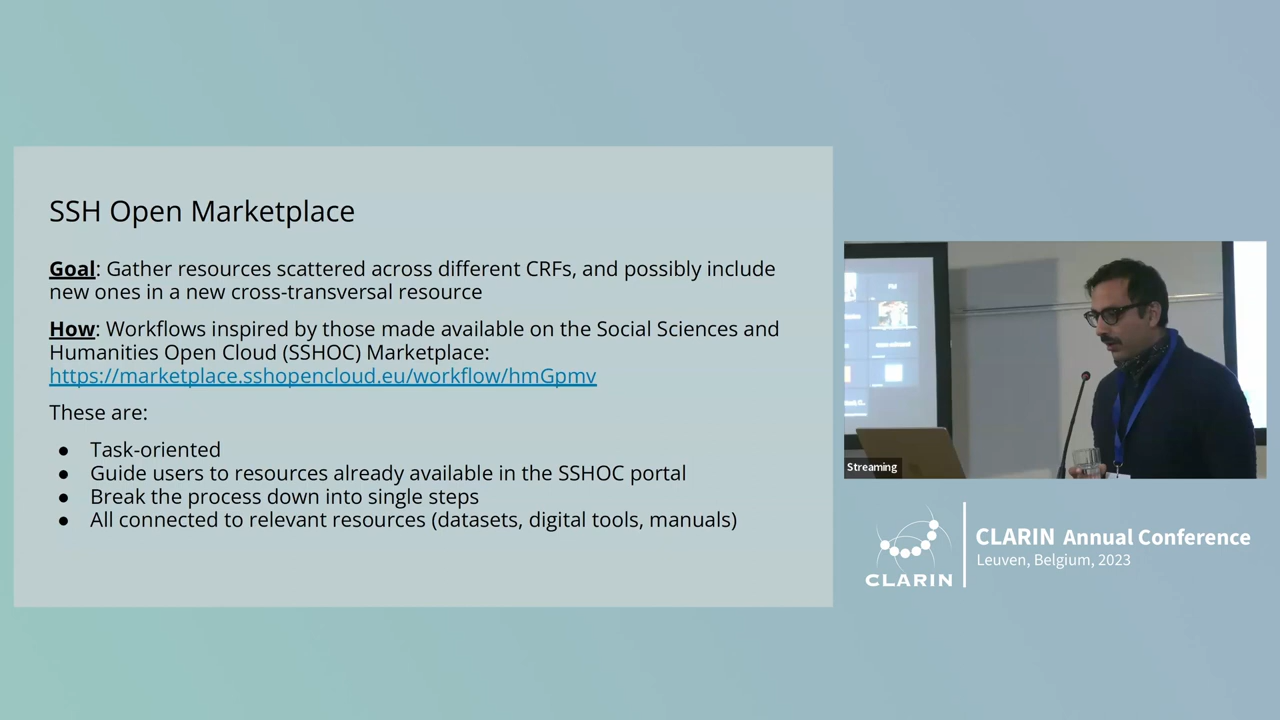 SSH Open Marketplace
Goal: Gather resources scattered across different CRFs, and possibly include
new ones in a new cross-transversal resource
How: Workflows inspired by those made available on the Social Sciences and
Humanities Open Cloud (SSHOC) Marketplace:
https://marketplace.sshopencloud.eu/workflow/hmGpmv
These are:
● Task-oriented
● Guide users to resources already available in the SSHOC portal
● Break the process down into single steps
● All connected to relevant resources (datasets, digital tools, manuals)
Streaming
CLARIN
CLARIN Annual Conference
Leuven, Belgium, 2023